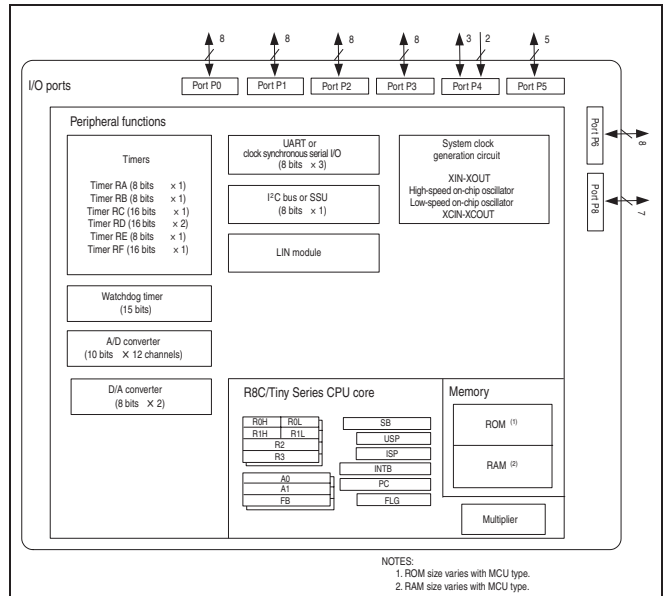 8 8 8 8 3 2 5
I/O ports
Port P0 Port P1 Port P2 Port P3 Port P4 Port P5
Port P6
8
Port P8
7
Peripheral functions
Timers
Timer RA (8 bits × 1)
Timer RB (8 bits × 1)
Timer RC (16 bits × 1)
Timer RD (16 bits × 2)
Timer RE (8 bits × 1)
Timer RF (16 bits × 1)
UART or
clock synchronous serial I/O
(8 bits × 3)
I²C bus or SSU
(8 bits × 1)
LIN module
System clock
generation circuit
XIN-XOUT
High-speed on-chip oscillator
Low-speed on-chip oscillator
XCIN-XCOUT
Watchdog timer
(15 bits)
A/D converter
(10 bits × 12 channels)
D/A converter
(8 bits × 2)
R8C/Tiny Series CPU core
R0H R0L
R1H R1L
R2
R3
A0
A1
FB
SB
USP
ISP
INTB
PC
FLG
Memory
ROM (1)
RAM (2)
Multiplier
NOTES:
1. ROM size varies with MCU type.
2. RAM size varies with MCU type.